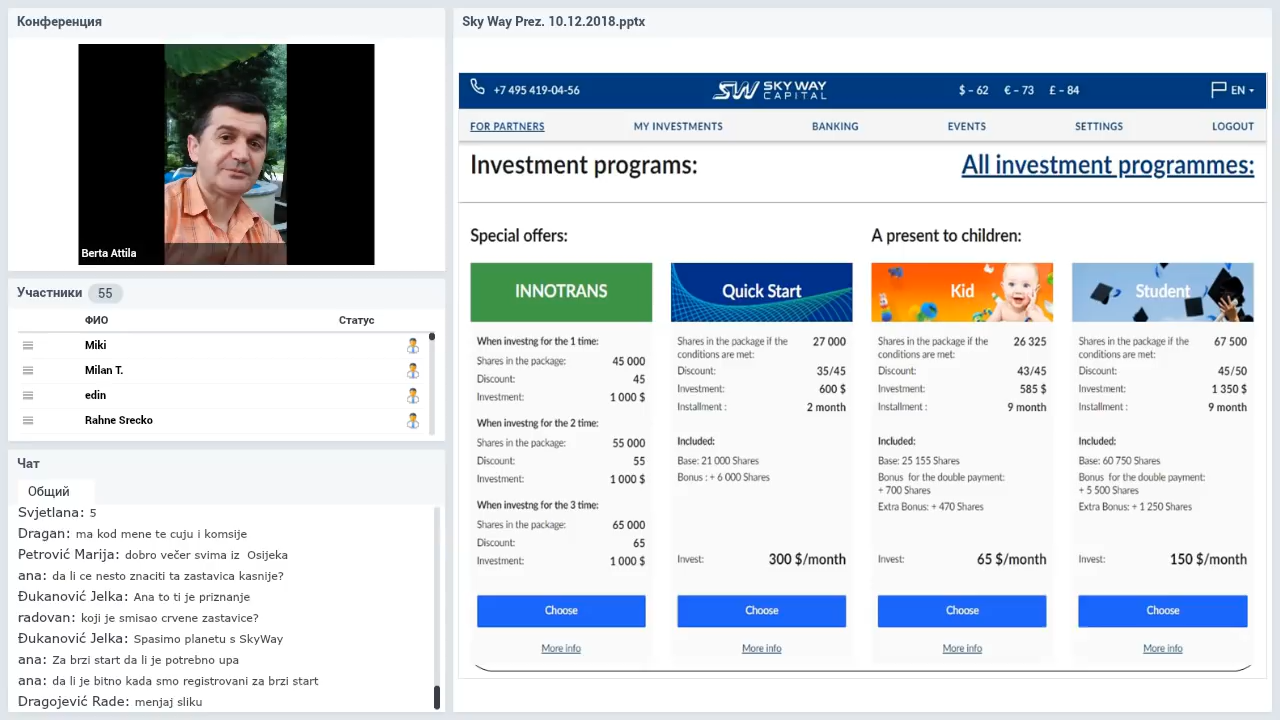 Конференция
Berta Attila
Участники 55
ФИО Статус
Miki
Milan T.
edin
Rahne Srecko
Чат
Общий
Svjetlana: 5
Dragan: ma kod mene te cuju i komsije
Petrović Marija: dobro večer svima iz Osijeka
ana: da li ce nesto znaciti ta zastavica kasnije?
Đukanović Jelka: Ana to ti je priznanje
radovan: koji je smisao crvene zastavice?
Đukanović Jelka: Spasimo planetu s SkyWay
ana: Za brzi start da li je potrebno upa
ana: da li je bitno kada smo registrovani za brzi start
Dragojević Rade: menjaj sliku
Sky Way Prez. 10.12.2018.pptx
+7 495 419-04-56 SW SKY WAY CAPITAL $ – 62 € – 73 £ – 84 EN
FOR PARTNERS MY INVESTMENTS BANKING EVENTS SETTINGS LOGOUT
Investment programs: All investment programmes:
Special offers: A present to children:
INNOTRANS
When investng for the 1 time:
Shares in the package: 45 000
Discount: 45
Investment: 1 000 $
When investng for the 2 time:
Shares in the package: 55 000
Discount: 55
Investment: 1 000 $
When investng for the 3 time:
Shares in the package: 65 000
Discount: 65
Investment: 1 000 $
Choose
More info
Quick Start
Shares in the package if the 27 000
conditions are met:
Discount: 35/45
Investment: 600 $
Installment : 2 month
Included:
Base: 21 000 Shares
Bonus : + 6 000 Shares
Invest: 300 $/month
Choose
More info
Kid
Shares in the package if the 26 325
conditions are met:
Discount: 43/45
Investment: 585 $
Installment : 9 month
Included:
Base: 25 155 Shares
Bonus for the double payment:
+ 700 Shares
Extra Bonus: + 470 Shares
Invest: 65 $/month
Choose
More info
Student
Shares in the package if the 67 500
conditions are met:
Discount: 45/50
Investment: 1 350 $
Installment : 9 month
Included:
Base: 60 750 Shares
Bonus for the double payment:
+ 5 500 Shares
Extra Bonus: + 1 250 Shares
Invest: 150 $/month
Choose
More info